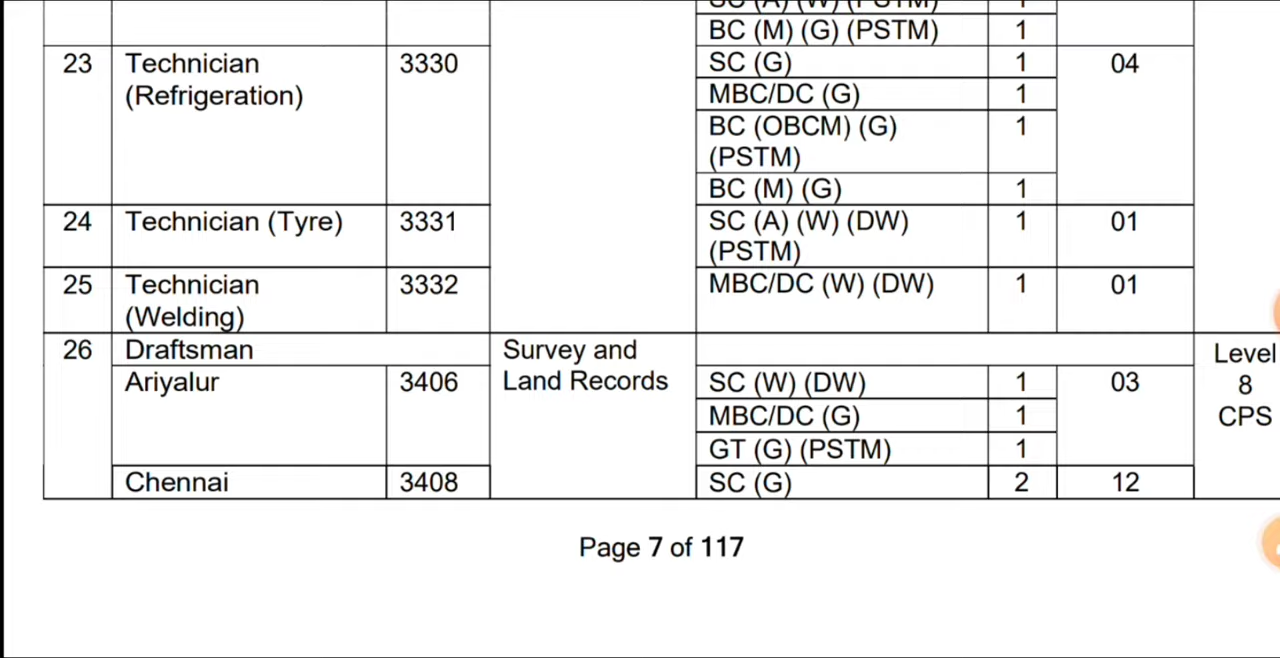 BC (M) (G) (PSTM) 1
23 Technician 3330 SC (G) 1 04
(Refrigeration) MBC/DC (G) 1
BC (OBCM) (G) 1
(PSTM)
BC (M) (G) 1
24 Technician (Tyre) 3331 SC (A) (W) (DW) 1 01
(PSTM)
25 Technician 3332 MBC/DC (W) (DW) 1 01
(Welding)
26 Draftsman Survey and Level
Ariyalur 3406 Land Records SC (W) (DW) 1 03 8
MBC/DC (G) 1 CPS
GT (G) (PSTM) 1
Chennai 3408 SC (G) 2 12
Page 7 of 117